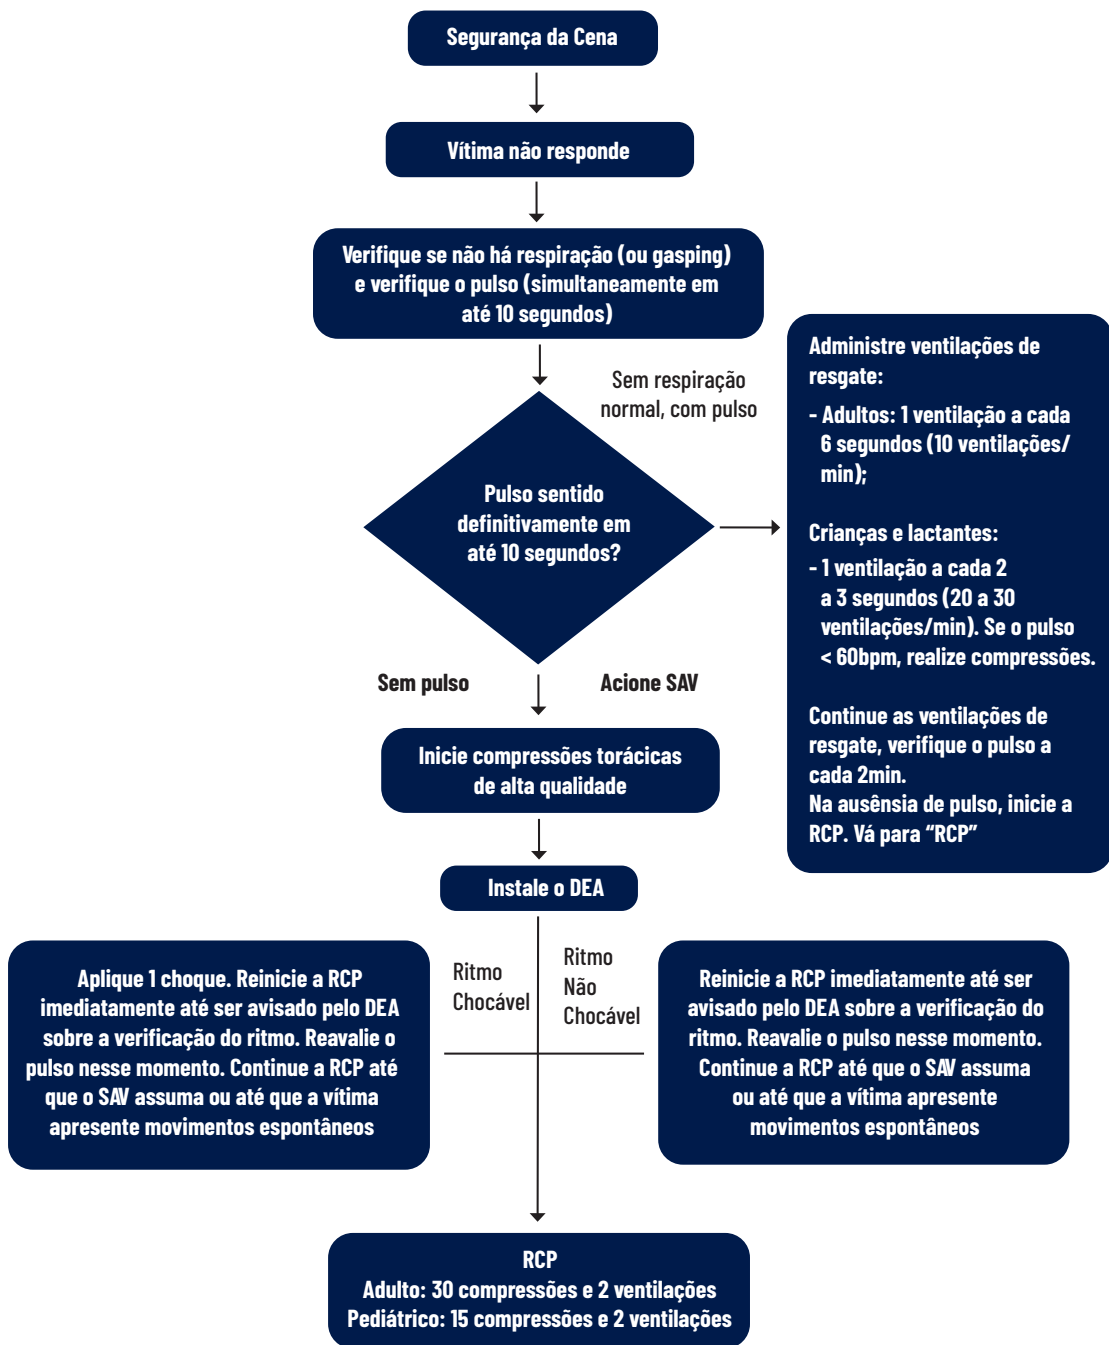 Segurança da Cena
Vítima não responde
Verifique se não há respiração (ou gasping)
e verifique o pulso (simultaneamente em
até 10 segundos)
Sem respiração
normal, com pulso
Pulso sentido
definitivamente em
até 10 segundos?
Administre ventilações de
resgate:
- Adultos: 1 ventilação a cada
6 segundos (10 ventilações/
min);
Crianças e lactantes:
- 1 ventilação a cada 2
a 3 segundos (20 a 30
ventilações/min). Se o pulso
< 60bpm, realize compressões.
Continue as ventilações de
resgate, verifique o pulso a
cada 2min.
Na ausênsia de pulso, inicie a
RCP. Vá para “RCP”
Sem pulso
Acione SAV
Inicie compressões torácicas
de alta qualidade
Instale o DEA
Ritmo
Chocável
Ritmo
Não
Chocável
Aplique 1 choque. Reinicie a RCP
imediatamente até ser avisado pelo DEA
sobre a verificação do ritmo. Reavalie o
pulso nesse momento. Continue a RCP até
que o SAV assuma ou até que a vítima
apresente movimentos espontâneos
Reinicie a RCP imediatamente até ser
avisado pelo DEA sobre a verificação do
ritmo. Reavalie o pulso nesse momento.
Continue a RCP até que o SAV assuma
ou até que a vítima apresente
movimentos espontâneos
RCP
Adulto: 30 compressões e 2 ventilações
Pediátrico: 15 compressões e 2 ventilações